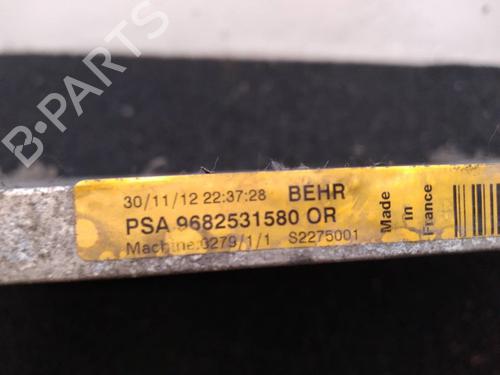 B-PARTS
30/11/12 22:37:28 BEHR
PSA 9682531580 OR
Machine:0279/1/1 S2275001
Made
in
France